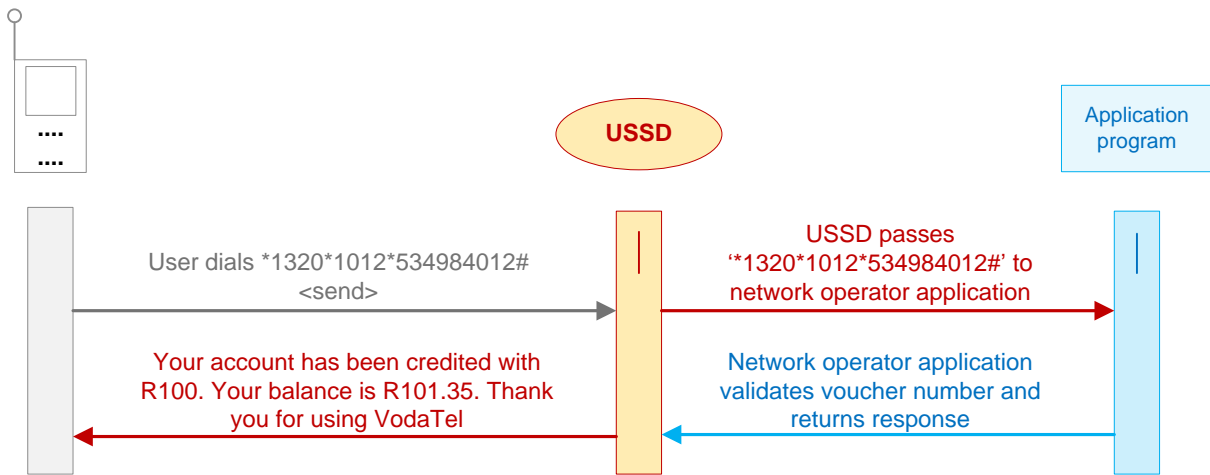 USSD
Application
program
User dials *1320*1012*534984012#
<send>
USSD passes
‘*1320*1012*534984012#’ to
network operator application
Your account has been credited with
R100. Your balance is R101.35. Thank
you for using VodaTel
Network operator application
validates voucher number and
returns response